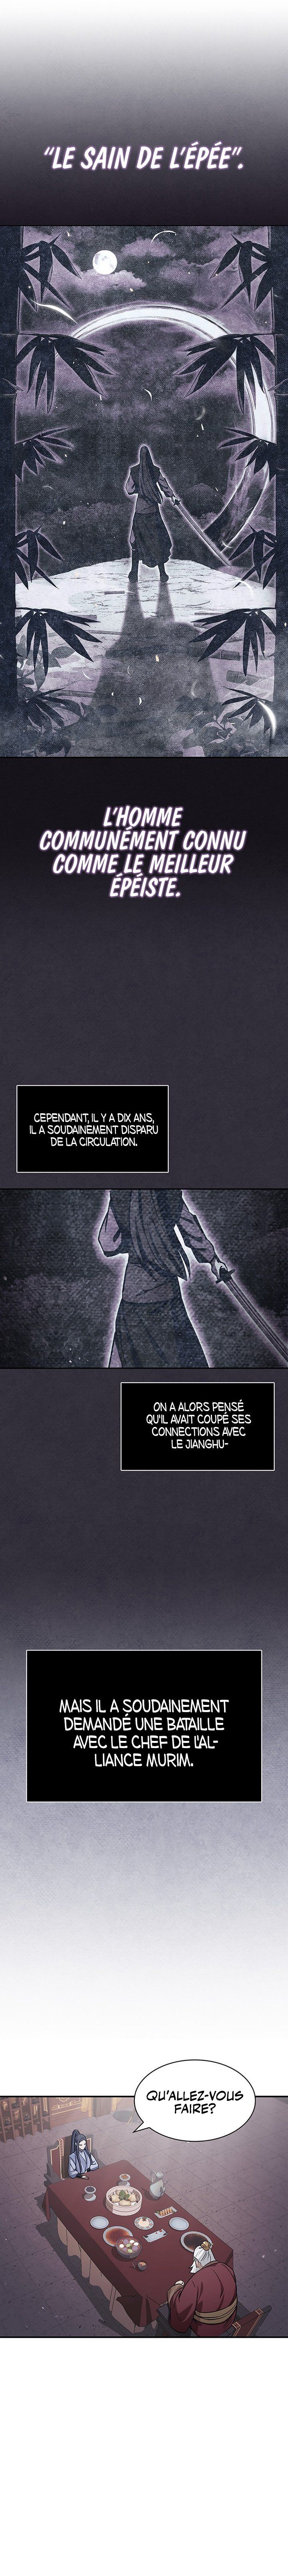 "LE SAIN DE L'ÉPÉE".
L'HOMME
COMMUNÉMENT CONNU
COMME LE MEILLEUR
ÉPÉISTE.
CEPENDANT, IL Y A DIX ANS,
IL A SOUDAINEMENT DISPARU
DE LA CIRCULATION.
ON A ALORS PENSÉ
QU'IL AVAIT COUPÉ SES
CONNECTIONS AVEC
LE JIANGHU-
MAIS IL A SOUDAINEMENT
DEMANDÉ UNE BATAILLE
AVEC LE CHEF DE L'AL-
LIANCE MURIM.
QU'ALLEZ-VOUS
FAIRE?